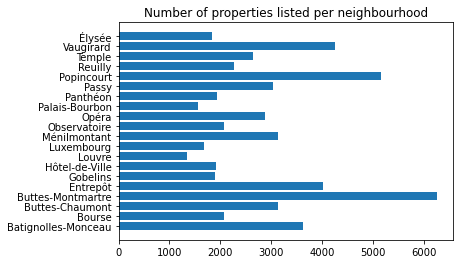 Number of properties listed per neighbourhood
Élysée
Vaugirard
Temple
Reuilly
Popincourt
Passy
Panthéon
Palais-Bourbon
Opéra
Observatoire
Ménilmontant
Luxembourg
Louvre
Hôtel-de-Ville
Gobelins
Entrepôt
Buttes-Montmartre
Buttes-Chaumont
Bourse
Batignolles-Monceau
0 1000 2000 3000 4000 5000 6000